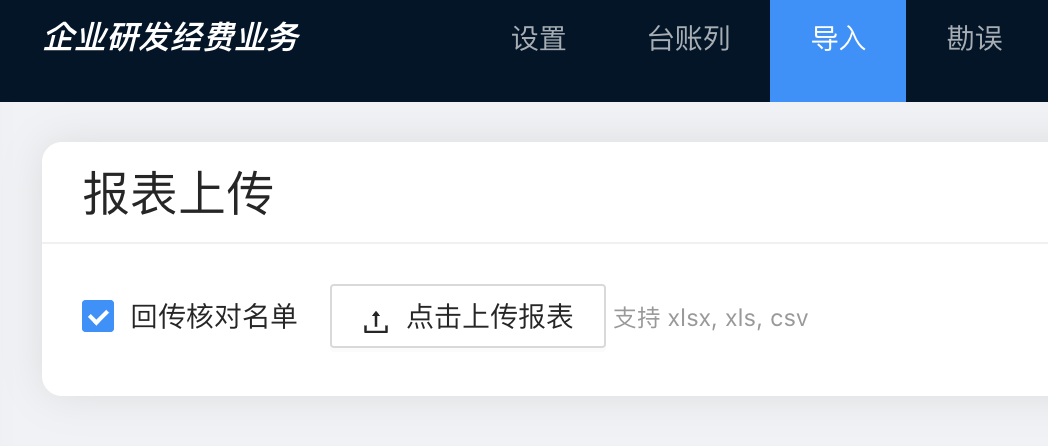 企业研发经费业务 设置 台账列 导入 勘误
报表上传
回传核对名单 点击上传报表 支持 xlsx, xls, csv